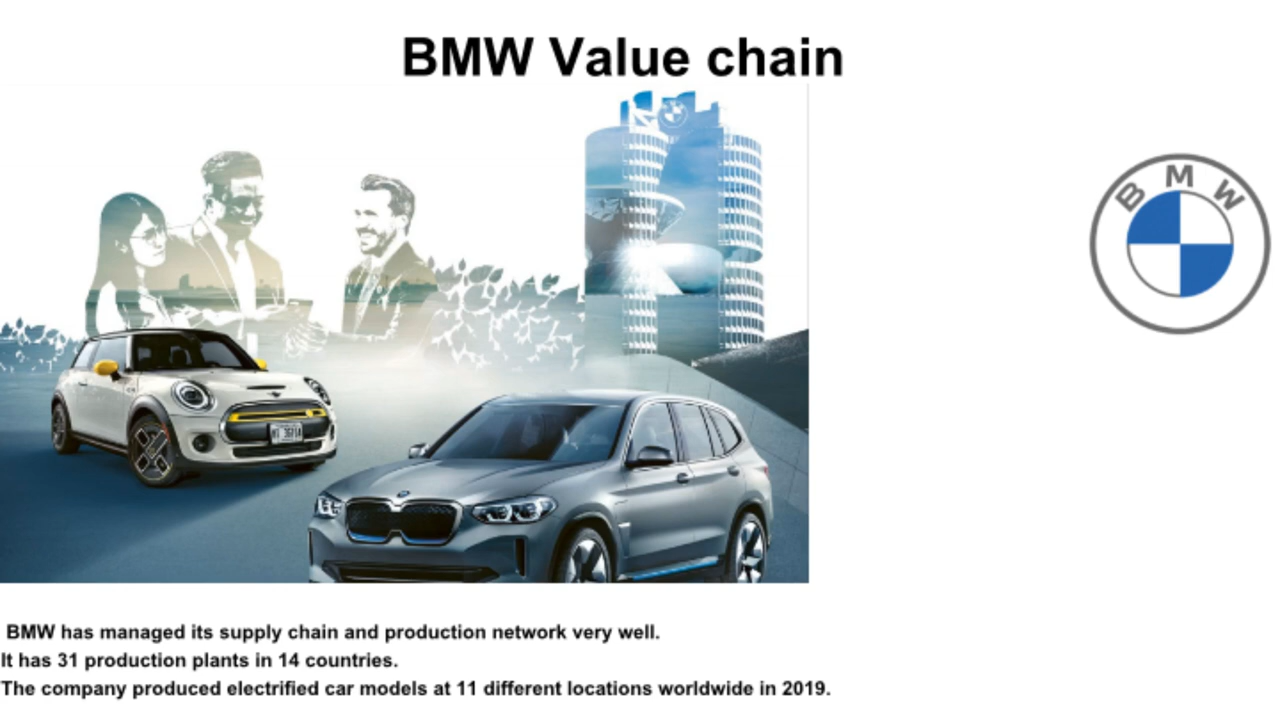 BMW Value chain
BMW
BMW has managed its supply chain and production network very well.
It has 31 production plants in 14 countries.
The company produced electrified car models at 11 different locations worldwide in 2019.